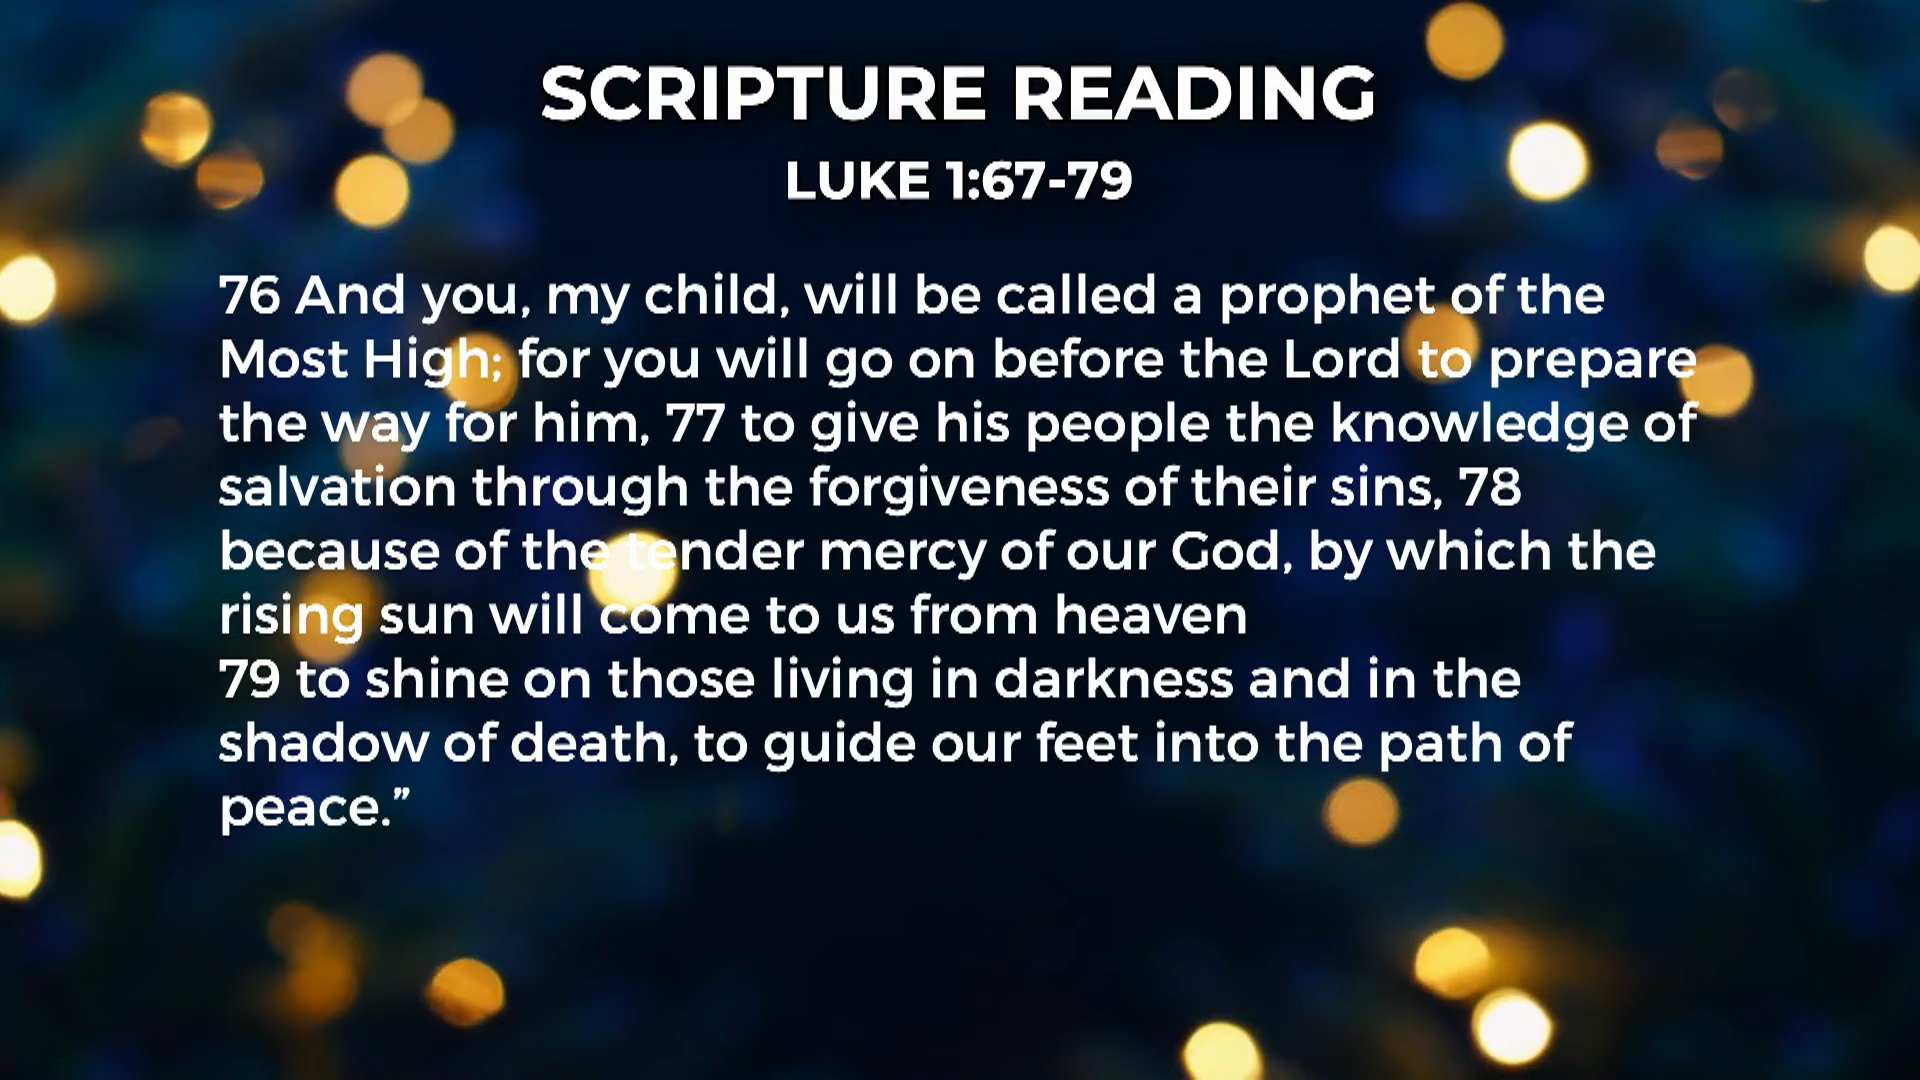 SCRIPTURE READING
LUKE 1:67-79
76 And you, my child, will be called a prophet of the
Most High; for you will go on before the Lord to prepare
the way for him, 77 to give his people the knowledge of
salvation through the forgiveness of their sins, 78
because of the tender mercy of our God, by which the
rising sun will come to us from heaven
79 to shine on those living in darkness and in the
shadow of death, to guide our feet into the path of
peace.”